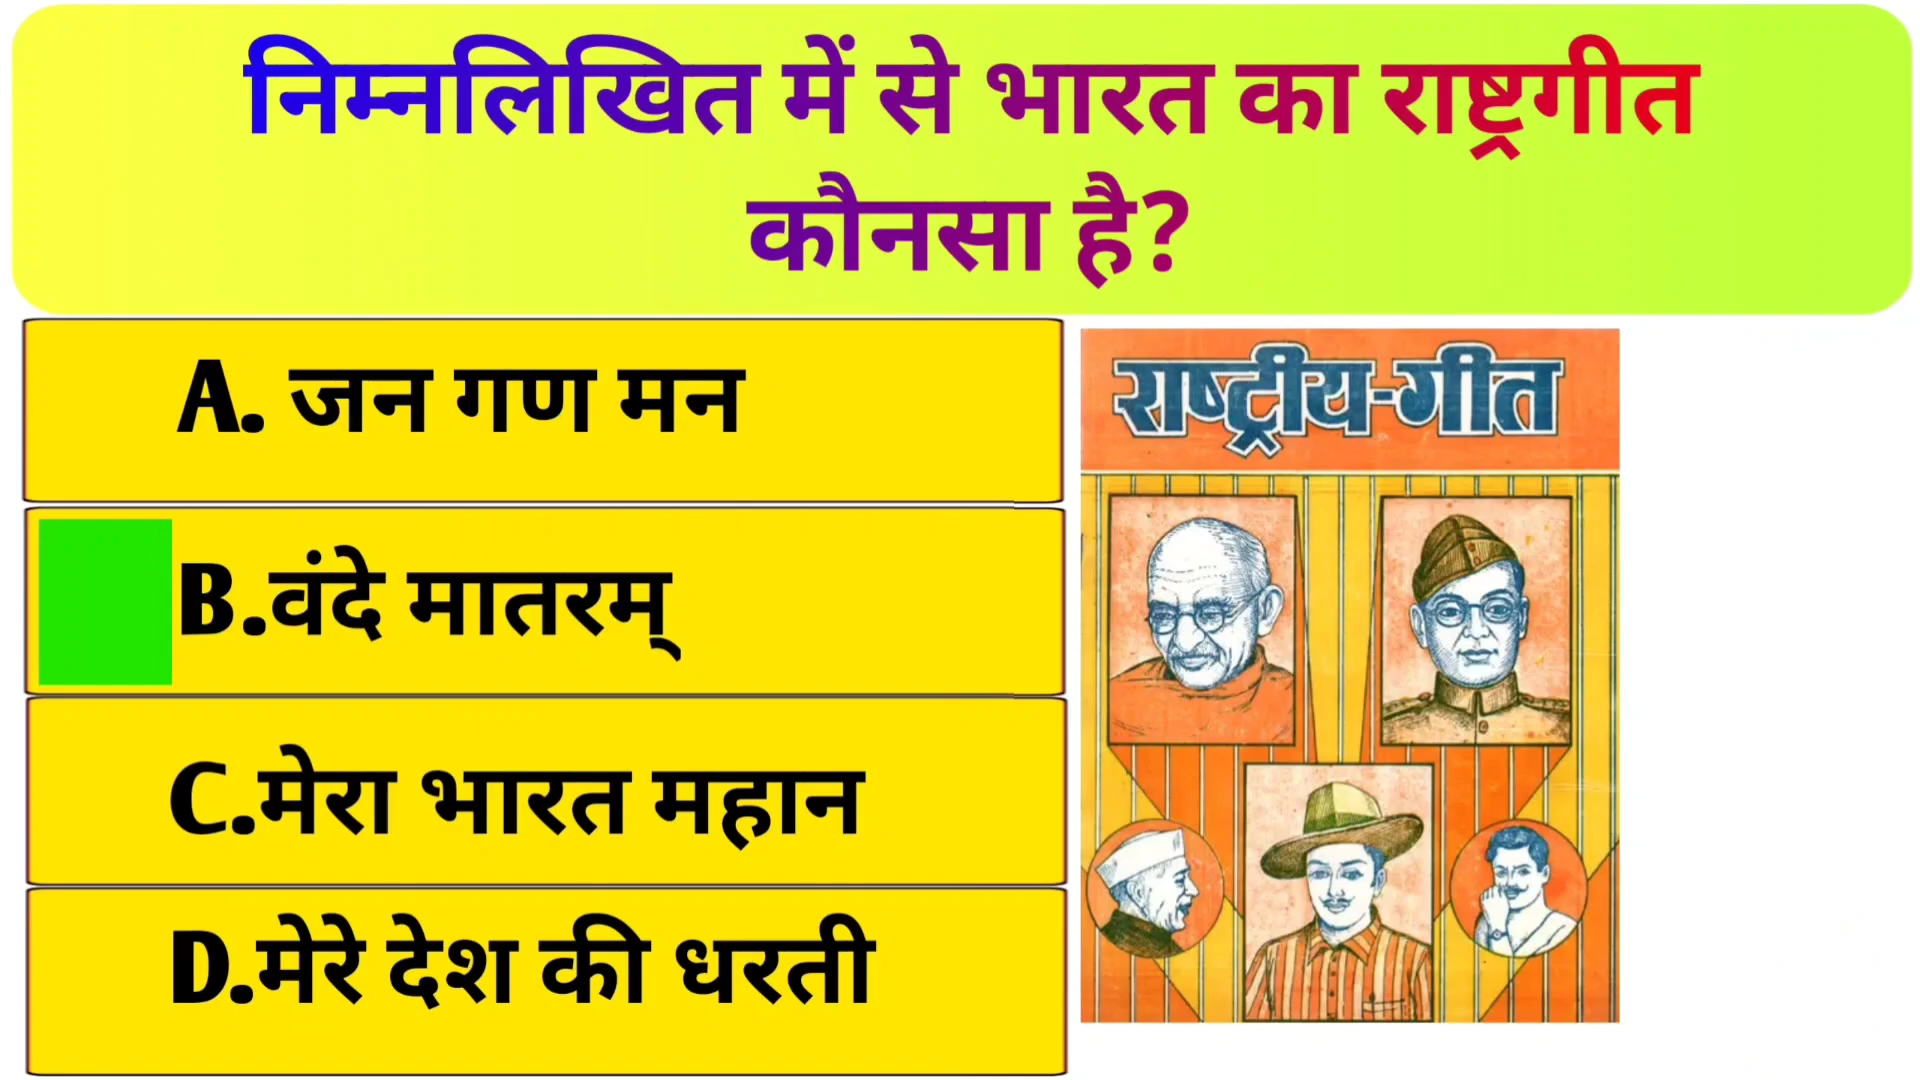 निम्नलिखित में से भारत का राष्ट्रगीत
कौनसा है?
A. जन गण मन
B.वंदे मातरम्
C.मेरा भारत महान
D.मेरे देश की धरती
राष्ट्रीय-गीत